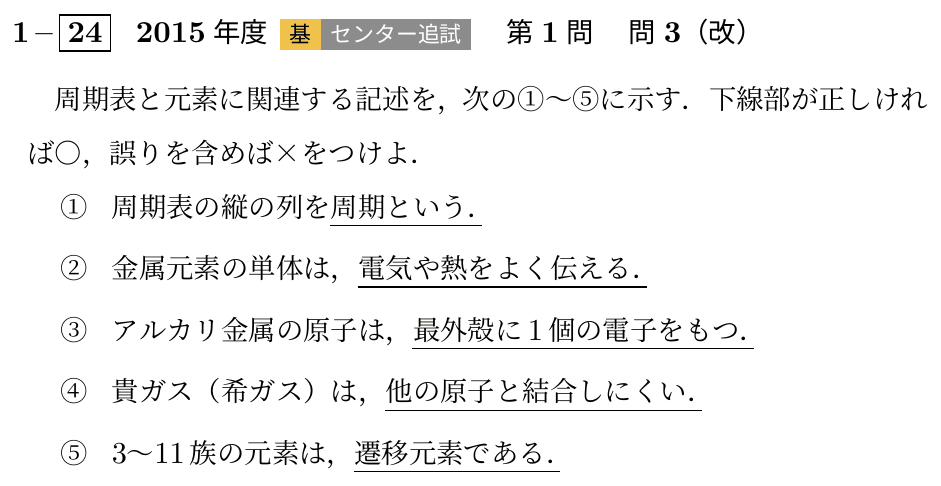 1－24 2015 年度 基 センター追試 第 1 問 問 3（改）
周期表と元素に関連する記述を，次の①～⑤に示す．下線部が正しけれ
ば○，誤りを含めば×をつけよ．
① 周期表の縦の列を周期という．
② 金属元素の単体は，電気や熱をよく伝える．
③ アルカリ金属の原子は，最外殻に 1 個の電子をもつ．
④ 貴ガス（希ガス）は，他の原子と結合しにくい．
⑤ 3～11 族の元素は，遷移元素である．